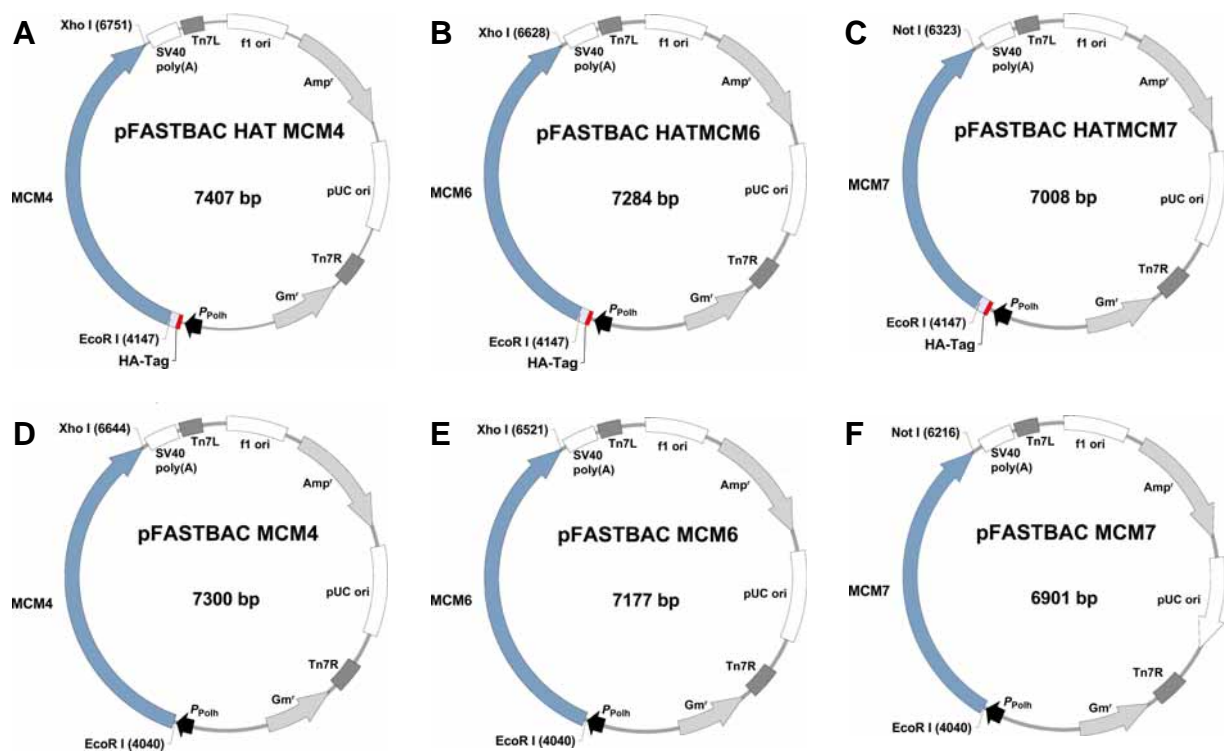 A
Xho I (6751)
SV40
poly(A)
Tn7L
f1 ori
Ampʳ
pFASTBAC HAT MCM4
MCM4
7407 bp
pUC ori
Tn7R
Gmʳ
PPolh
EcoR I (4147)
HA-Tag
B
Xho I (6628)
SV40
poly(A)
Tn7L
f1 ori
Ampʳ
pFASTBAC HATMCM6
MCM6
7284 bp
pUC ori
Tn7R
Gmʳ
PPolh
EcoR I (4147)
HA-Tag
C
Not I (6323)
SV40
poly(A)
Tn7L
f1 ori
Ampʳ
pFASTBAC HATMCM7
MCM7
7008 bp
pUC ori
Tn7R
Gmʳ
PPolh
EcoR I (4147)
HA-Tag
D
Xho I (6644)
SV40
poly(A)
Tn7L
f1 ori
Ampʳ
pFASTBAC MCM4
MCM4
7300 bp
pUC ori
Tn7R
Gmʳ
PPolh
EcoR I (4040)
E
Xho I (6521)
SV40
poly(A)
Tn7L
f1 ori
Ampʳ
pFASTBAC MCM6
MCM6
7177 bp
pUC ori
Tn7R
Gmʳ
PPolh
EcoR I (4040)
F
Not I (6216)
SV40
poly(A)
Tn7L
f1 ori
Ampʳ
pFASTBAC MCM7
MCM7
6901 bp
pUC ori
Tn7R
Gmʳ
PPolh
EcoR I (4040)